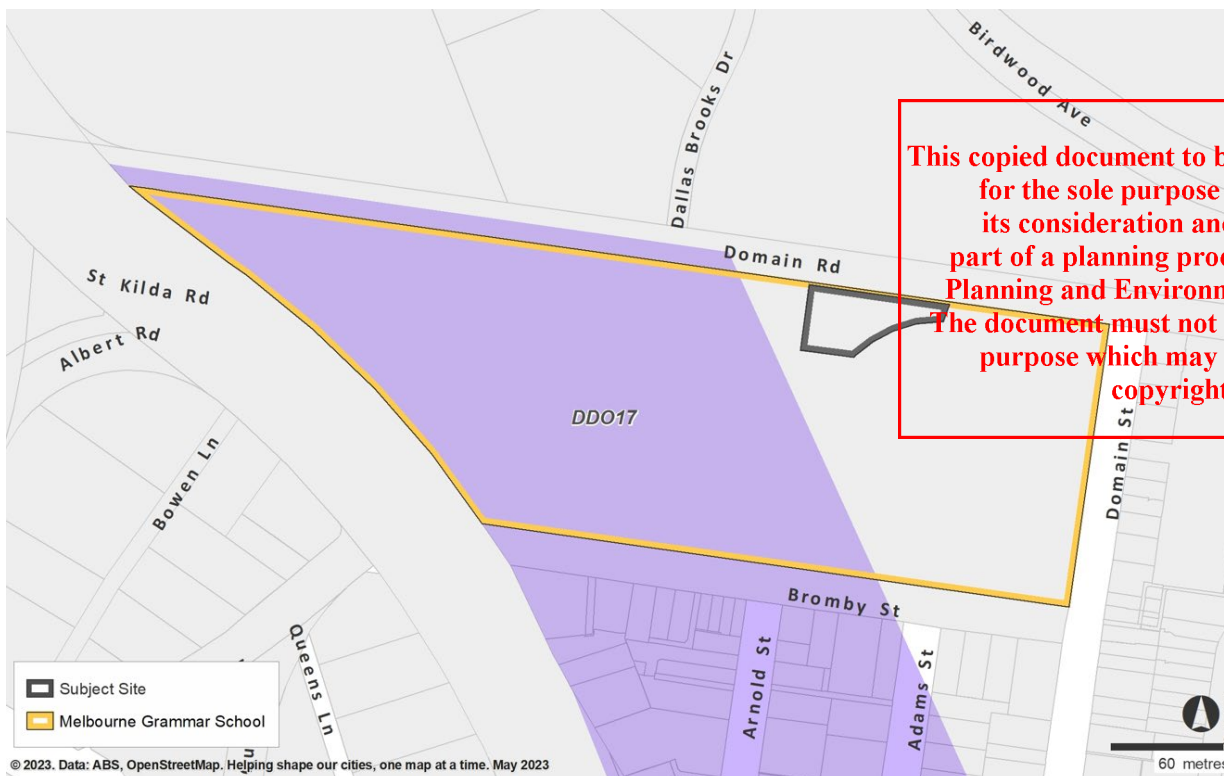 Birdwood Ave
Dallas Brooks Dr
This copied document to b
for the sole purpose
its consideration and
part of a planning proc
Planning and Environm
The document must not
purpose which may
copyright
Domain Rd
St Kilda Rd
Albert Rd
DDO17
Domain St
Bowen Ln
Bromby St
Queens Ln
Arnold St
Adams St
Subject Site
Melbourne Grammar School
60 metres
© 2023. Data: ABS, OpenStreetMap. Helping shape our cities, one map at a time. May 2023